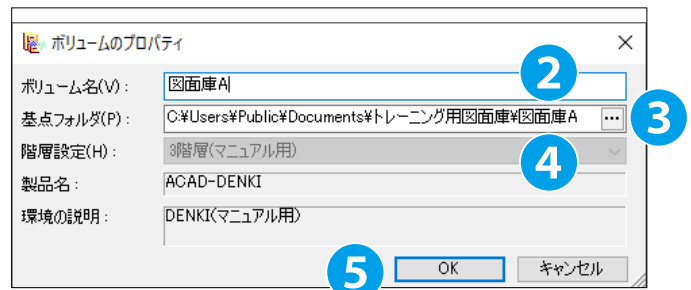 ボリュームのプロパティ
ボリューム名(V): 図面庫A 2
基点フォルダ(P): C:¥Users¥Public¥Documents¥トレーニング用図面庫¥図面庫A ... 3
階層設定(H): 3階層(マニュアル用) 4
製品名: ACAD-DENKI
環境の説明: DENKI(マニュアル用)
5 OK キャンセル